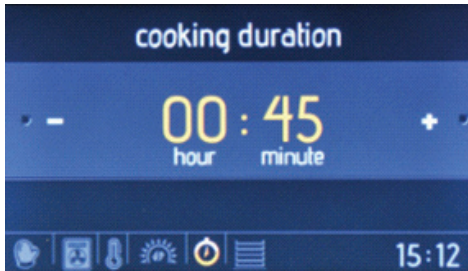 cooking duration
- 00 : 45 +
hour minute
15:12